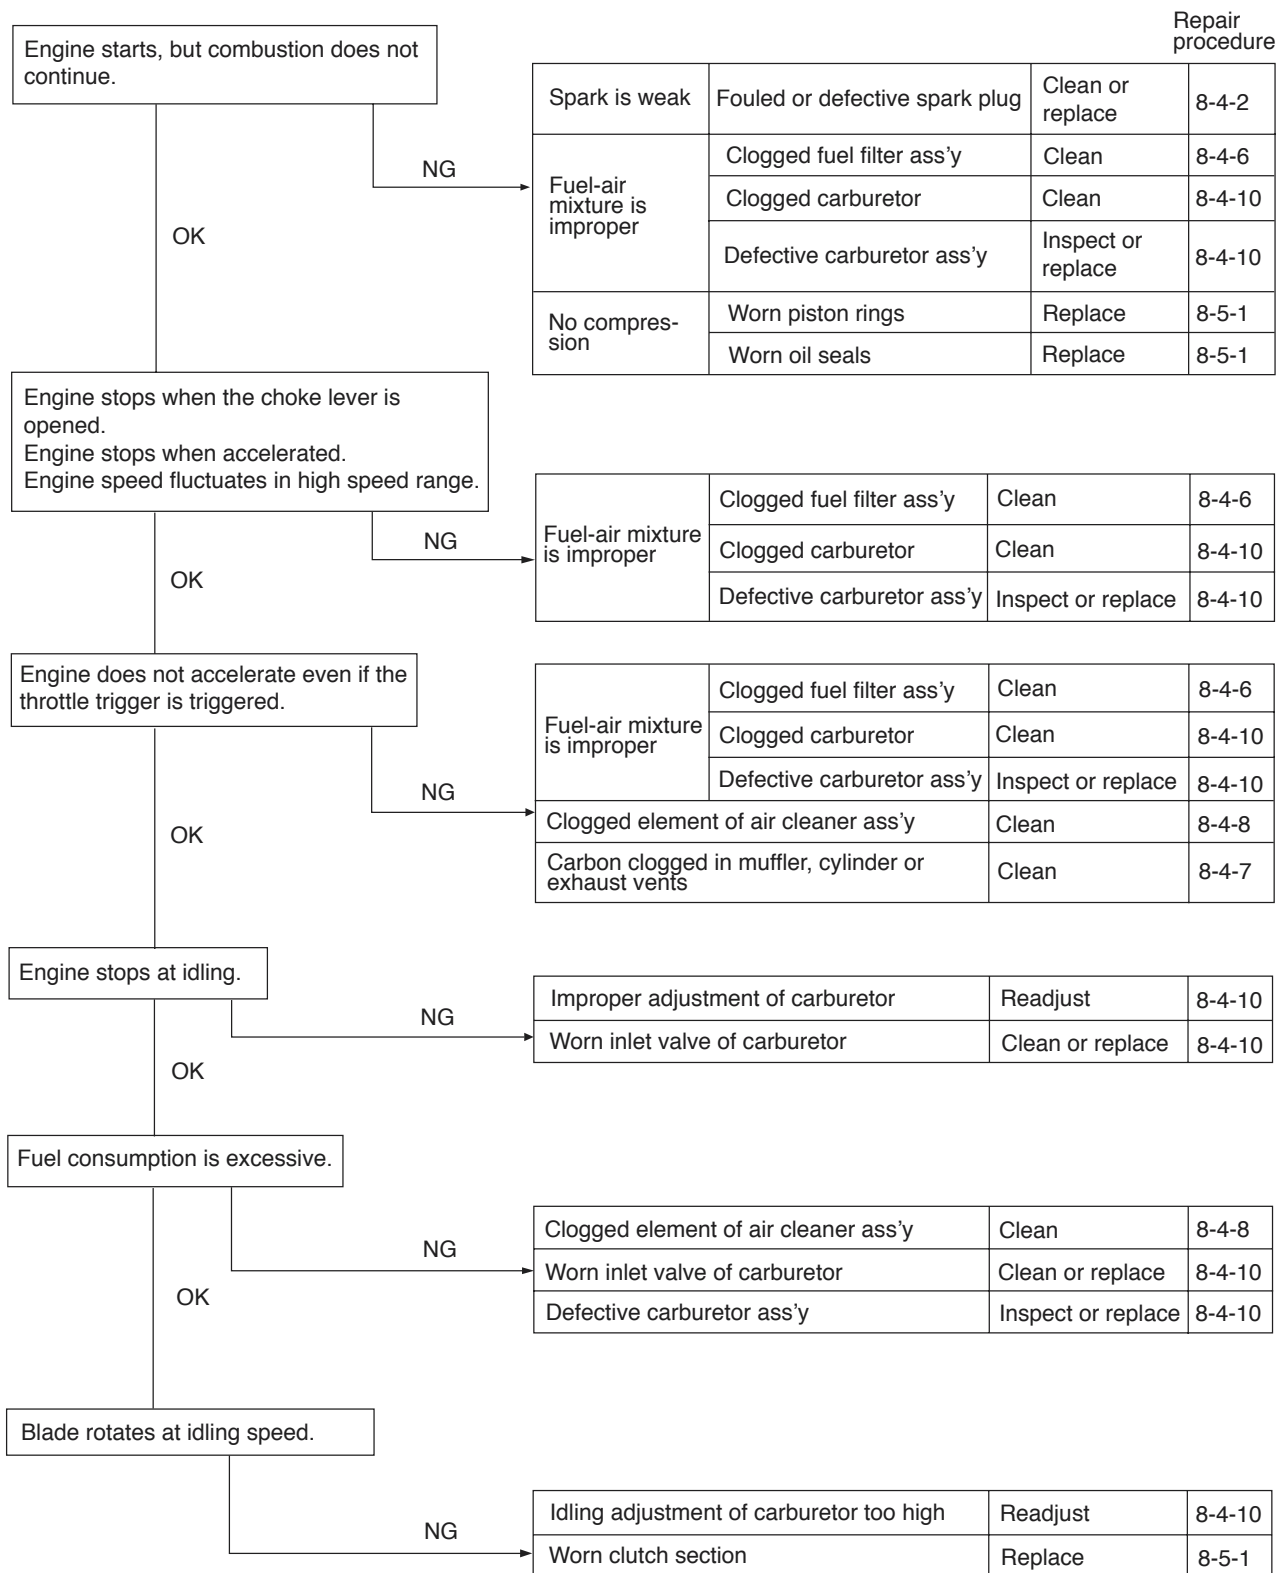 Repair
procedure
Engine starts, but combustion does not
continue.
NG
OK
Spark is weak Fouled or defective spark plug Clean or
replace 8-4-2
Fuel-air
mixture is
improper
Clogged fuel filter ass’y Clean 8-4-6
Clogged carburetor Clean 8-4-10
Defective carburetor ass’y Inspect or
replace 8-4-10
No compres-
sion
Worn piston rings Replace 8-5-1
Worn oil seals Replace 8-5-1
Engine stops when the choke lever is
opened.
Engine stops when accelerated.
Engine speed fluctuates in high speed range.
NG
OK
Fuel-air mixture
is improper
Clogged fuel filter ass’y Clean 8-4-6
Clogged carburetor Clean 8-4-10
Defective carburetor ass’y Inspect or replace 8-4-10
Engine does not accelerate even if the
throttle trigger is triggered.
NG
OK
Fuel-air mixture
is improper
Clogged fuel filter ass’y Clean 8-4-6
Clogged carburetor Clean 8-4-10
Defective carburetor ass’y Inspect or replace 8-4-10
Clogged element of air cleaner ass’y Clean 8-4-8
Carbon clogged in muffler, cylinder or
exhaust vents Clean 8-4-7
Engine stops at idling.
NG
OK
Improper adjustment of carburetor Readjust 8-4-10
Worn inlet valve of carburetor Clean or replace 8-4-10
Fuel consumption is excessive.
NG
OK
Clogged element of air cleaner ass’y Clean 8-4-8
Worn inlet valve of carburetor Clean or replace 8-4-10
Defective carburetor ass’y Inspect or replace 8-4-10
Blade rotates at idling speed.
NG
Idling adjustment of carburetor too high Readjust 8-4-10
Worn clutch section Replace 8-5-1